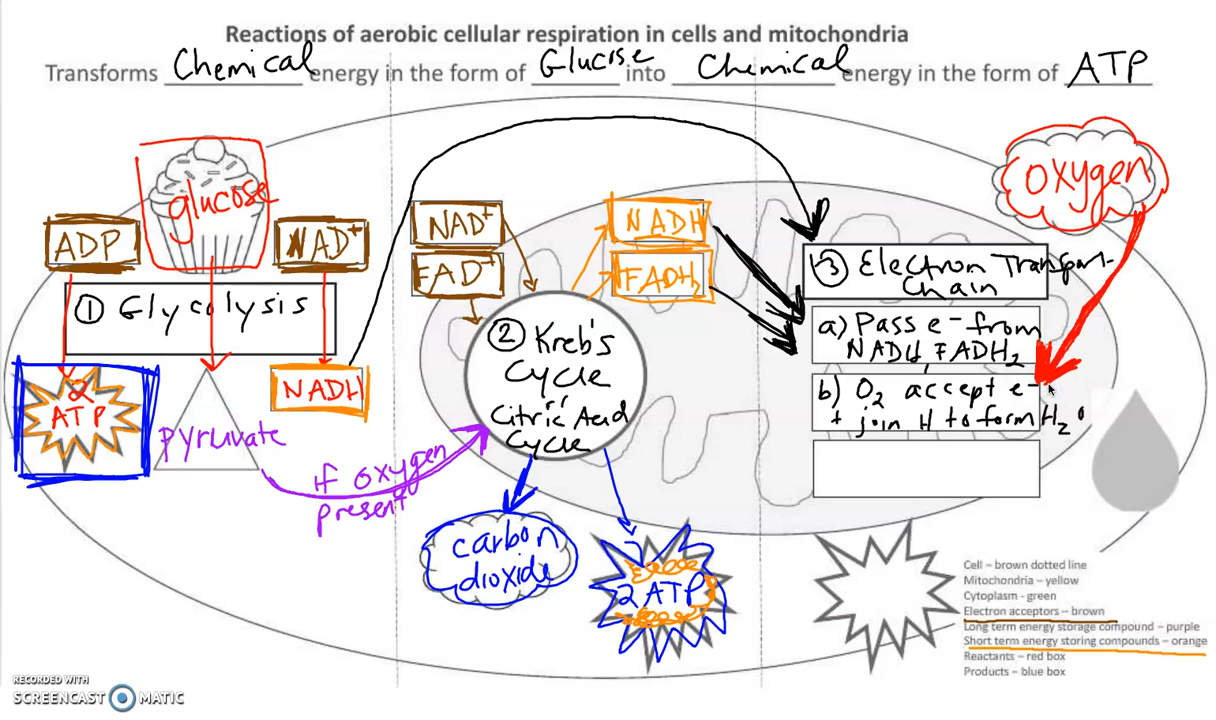 Reactions of aerobic cellular respiration in cells and mitochondria
Transforms Chemical energy in the form of Glucose into Chemical energy in the form of ATP
oxygen
glucose
ADP
NAD+
① Glycolysis
2
ATP
NADH
pyruvate
if oxygen
present
NAD+
FAD+
NADH
FADH2
② Kreb's
Cycle
or
Citric Acid
Cycle
carbon
dioxide
2 ATP
③ Electron Transport
Chain
a) Pass e- from
NADH, FADH2
b) O2 accept e-
+ join H to form H2O
Cell – brown dotted line
Mitochondria – yellow
Cytoplasm - green
Electron acceptors – brown
Long term energy storage compound – purple
Short term energy storing compounds – orange
Reactants – red box
Products – blue box
RECORDED WITH
SCREENCAST MATIC